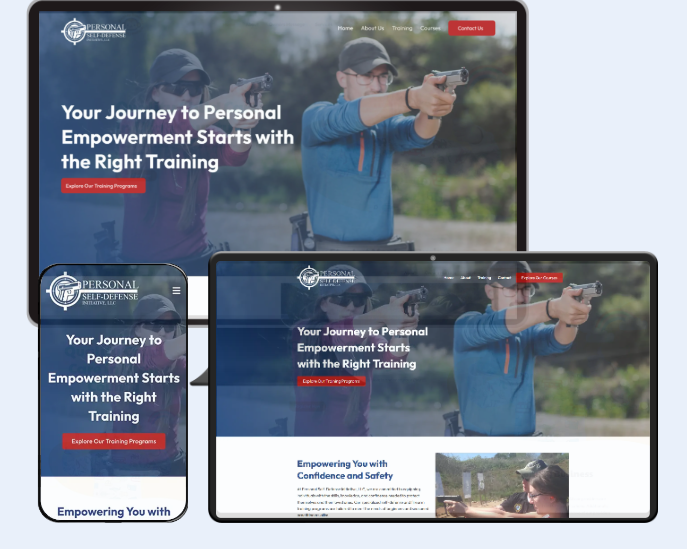 PERSONAL
SELF-DEFENSE
INITIATIVE, LLC
Home About Us Training Courses Contact Us
Your Journey to Personal
Empowerment Starts with
the Right Training
Explore Our Training Programs
PERSONAL
SELF-DEFENSE
INITIATIVE, LLC
Your Journey to
Personal
Empowerment Starts
with the Right
Training
Explore Our Training Programs
Empowering You with
PERSONAL
Home About Training Contact Explore Our Courses
Your Journey to Personal
Empowerment Starts
with the Right Training
Explore Our Training Programs
Empowering You with
Confidence and Safety